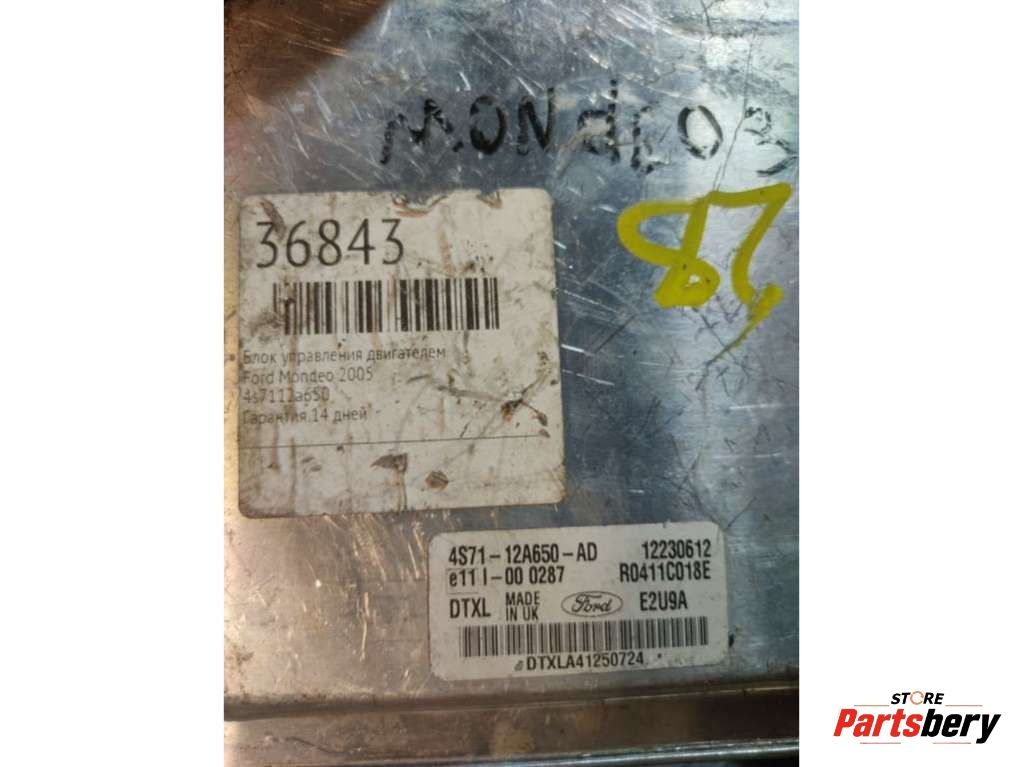 MONdEO 3
28
36843
Блок управления двигателем
Ford Mondeo 2005
4s7112a650
Гарантия 14 дней
4S71-12A650-AD 12230612
e11 I-00 0287 R0411C018E
DTXL MADE IN UK Ford E2U9A
DTXLA41250724
STORE
Partsbery